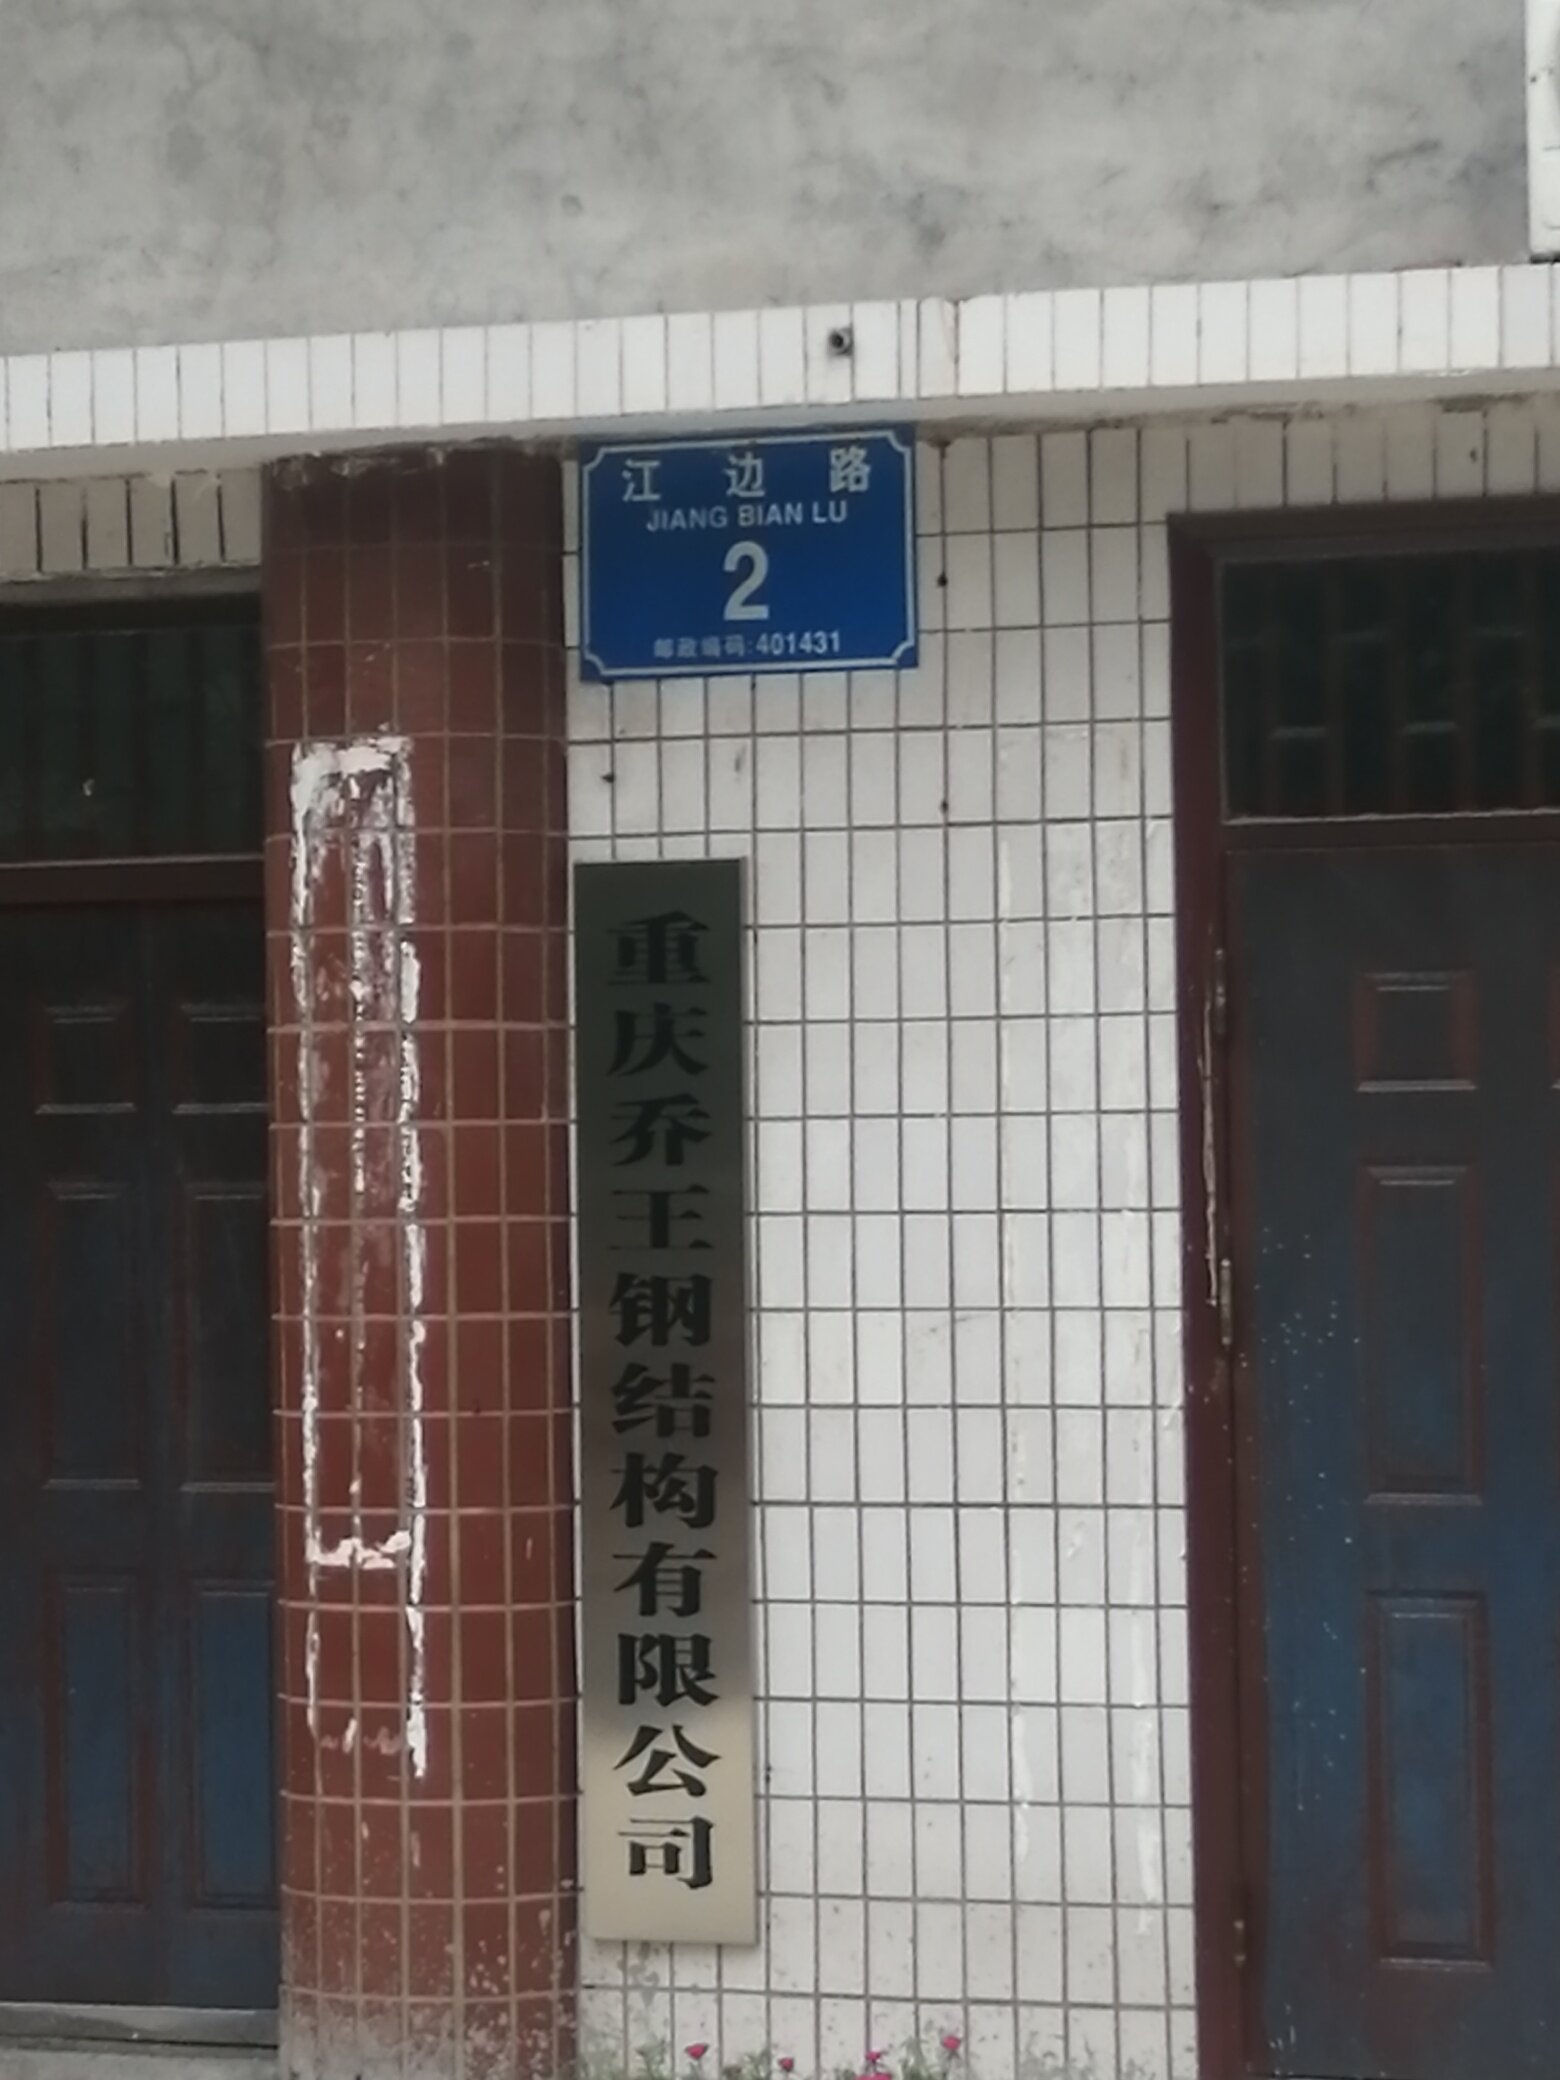 江边路
JIANG BIAN LU
2
邮政编码:401431
重庆乔王钢结构有限公司